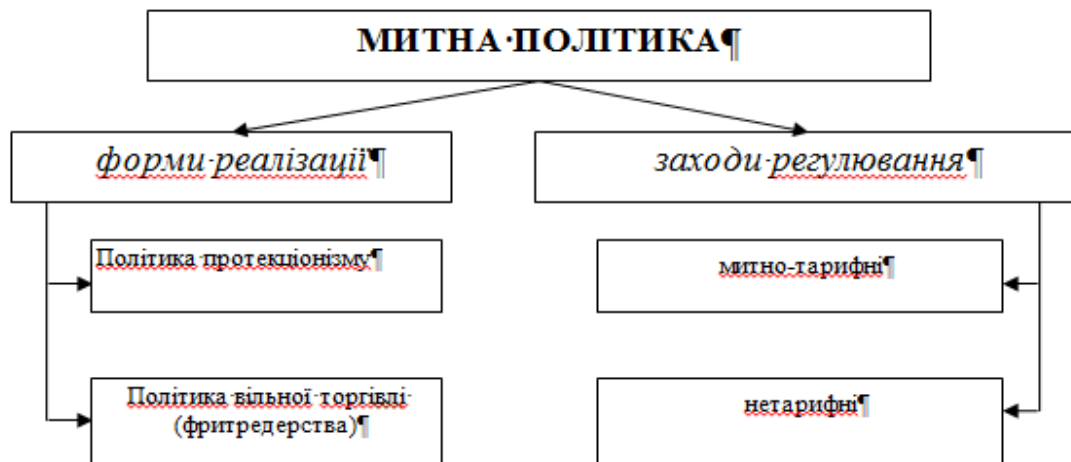 МИТНА·ПОЛІТИКА¶
форми·реалізації¶
заходи·регулювання¶
Політика·протекціонізму¶
митно-тарифні¶
Політика·вільної·торгівлі·
(фритредерства)¶
нетарифні¶